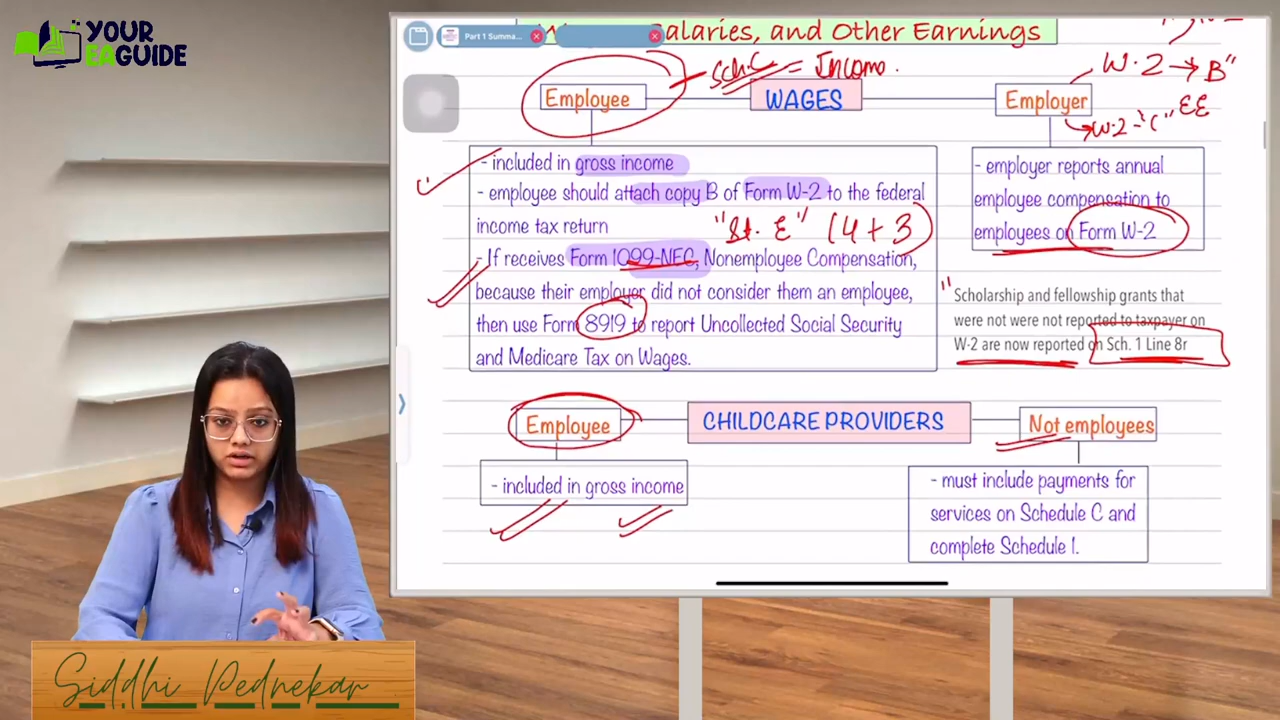 YOUR
EAGUIDE
Part 1 Summa...
alaries, and Other Earnings
Sch.C = Income.
W-2 → B"
Employee
WAGES
Employer
EE
W-2-"C"
- included in gross income
- employee should attach copy B of Form W-2 to the federal
income tax return
"St. E" (4+3)
- If receives Form 1099-NEC, Nonemployee Compensation,
because their employer did not consider them an employee,
then use Form 8919 to report Uncollected Social Security
and Medicare Tax on Wages.
- employer reports annual
employee compensation to
employees on Form W-2
"Scholarship and fellowship grants that
were not were not reported to taxpayer on
W-2 are now reported on Sch. 1 Line 8r
Employee
CHILDCARE PROVIDERS
Not employees
- included in gross income
- must include payments for
services on Schedule C and
complete Schedule 1.
Siddhi Pednekar